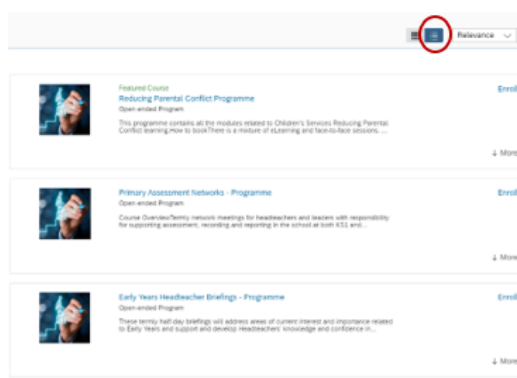 Relevance
Featured Course
Reducing Parental Conflict Programme
Enroll
Open-ended Program
This programme contains all the modules related to Children's Services Reducing Parental
Conflict learning.How to bookThere is a mixture of eLearning and face-to-face sessions. ...
↓ More
Primary Assessment Networks - Programme
Enroll
Open-ended Program
Course OverviewTermly network meetings for headteachers and leaders with responsibility
for supporting assessment, recording and reporting in the school at both KS1 and...
↓ More
Early Years Headteacher Briefings - Programme
Enroll
Open-ended Program
These termly half day briefings will address areas of current interest and importance related
to Early Years and support and develop Headteachers' knowledge and confidence in...
↓ More